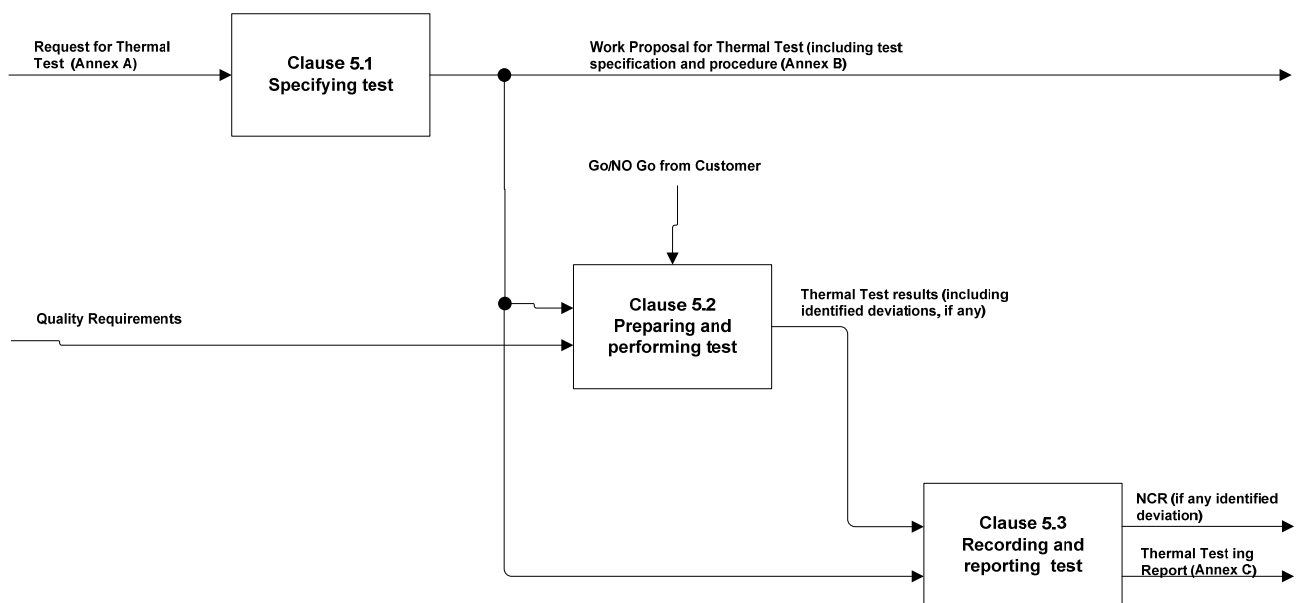 Request for Thermal
Test (Annex A)
Clause 5.1
Specifying test
Work Proposal for Thermal Test (including test
specification and procedure (Annex B)
Go/NO Go from Customer
Quality Requirements
Clause 5.2
Preparing and
performing test
Thermal Test results (including
identified deviations, if any)
Clause 5.3
Recording and
reporting test
NCR (if any identified
deviation)
Thermal Test ing
Report (Annex C)